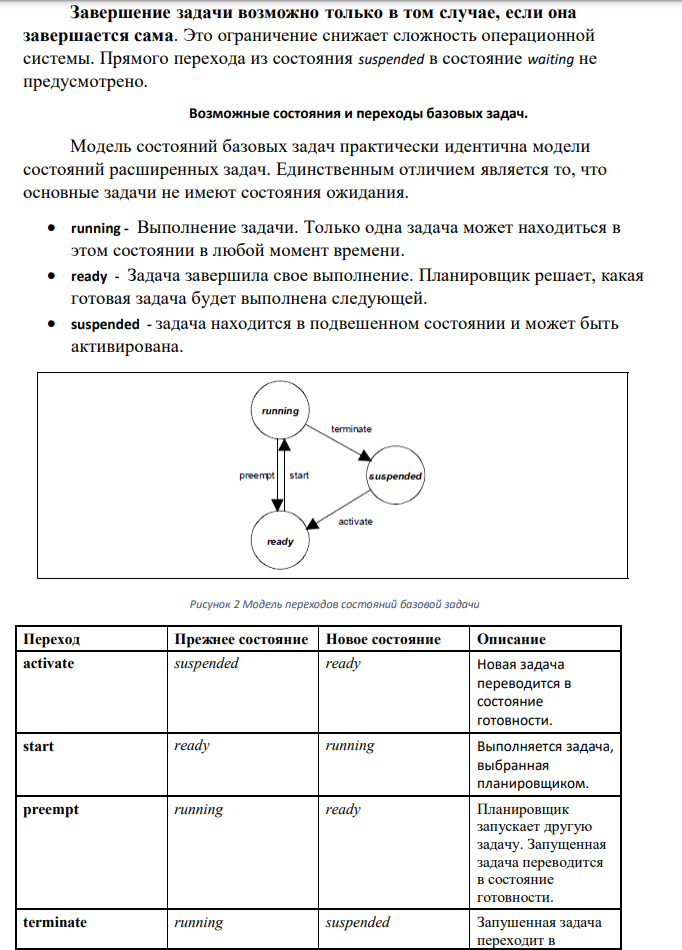 Завершение задачи возможно только в том случае, если она
завершается сама. Это ограничение снижает сложность операционной
системы. Прямого перехода из состояния suspended в состояние waiting не
предусмотрено.
Возможные состояния и переходы базовых задач.
Модель состояний базовых задач практически идентична модели
состояний расширенных задач. Единственным отличием является то, что
основные задачи не имеют состояния ожидания.
• running - Выполнение задачи. Только одна задача может находиться в
этом состоянии в любой момент времени.
• ready - Задача завершила свое выполнение. Планировщик решает, какая
готовая задача будет выполнена следующей.
• suspended - задача находится в подвешенном состоянии и может быть
активирована.
running
terminate
preempt start
suspended
activate
ready
Рисунок 2 Модель переходов состояний базовой задачи
Переход Прежнее состояние Новое состояние Описание
activate suspended ready Новая задача
переводится в
состояние
готовности.
start ready running Выполняется задача,
выбранная
планировщиком.
preempt running ready Планировщик
запускает другую
задачу. Запущенная
задача переводится
в состояние
готовности.
terminate running suspended Запушенная задача
переходит в